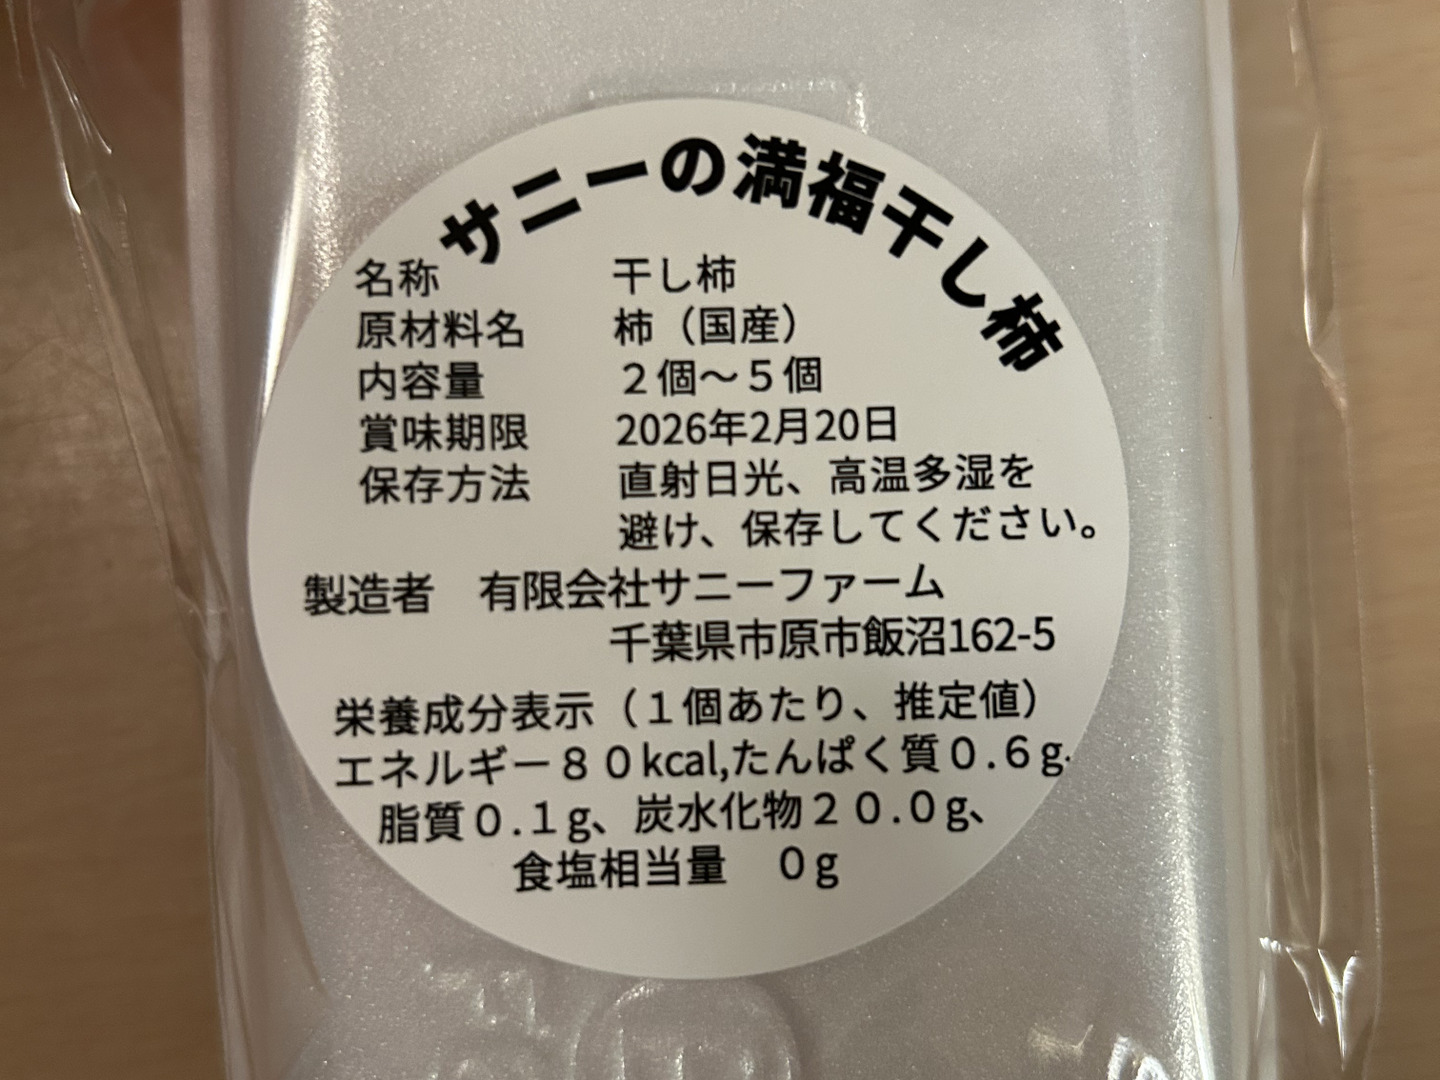 サニーの満福干し柿
名称 干し柿
原材料名 柿（国産）
内容量 ２個～５個
賞味期限 2026年2月20日
保存方法 直射日光、高温多湿を
避け、保存してください。
製造者 有限会社サニーファーム
千葉県市原市飯沼162-5
栄養成分表示（１個あたり、推定値）
エネルギー８０kcal,たんぱく質０.６g、
脂質０.１g、炭水化物２０.０g、
食塩相当量 ０g